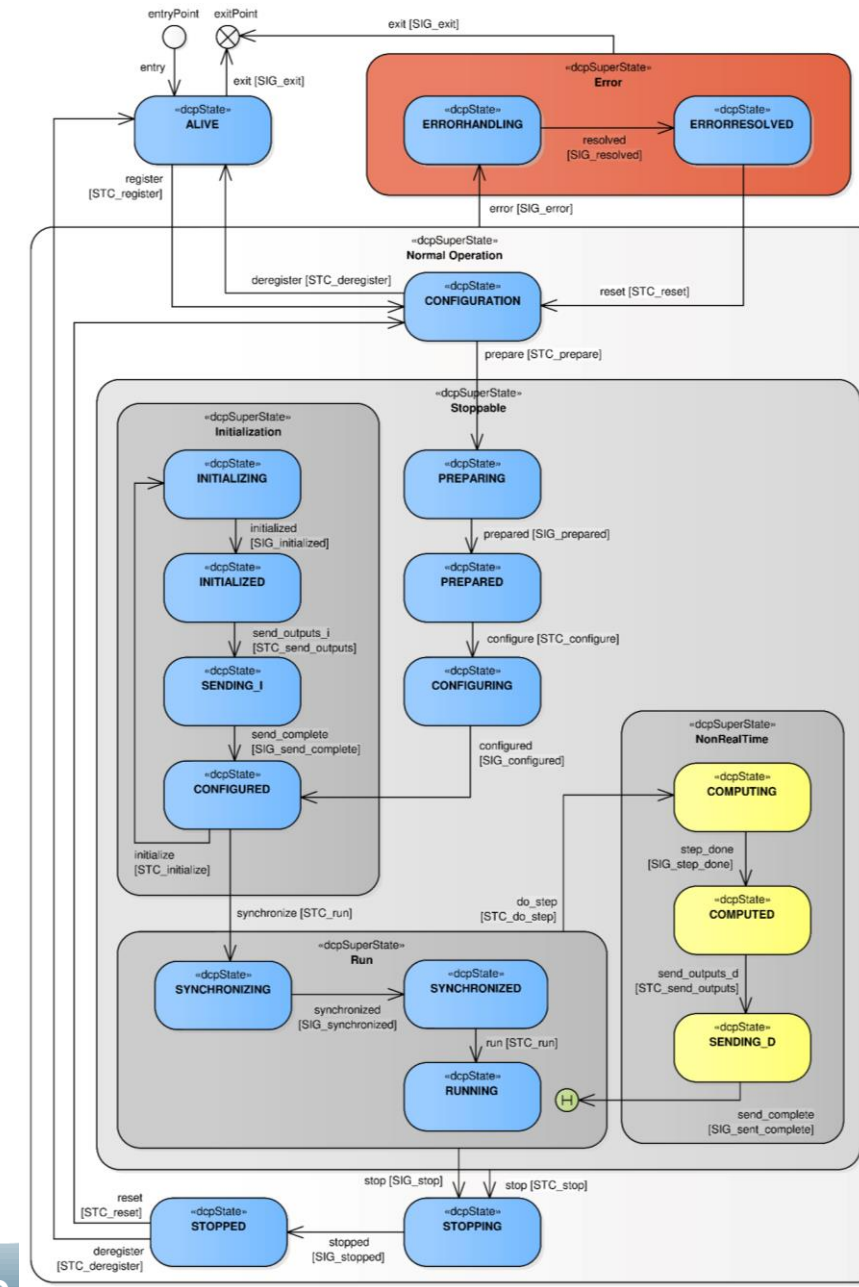 entryPoint
exitPoint
exit [SIG_exit]
entry
exit [SIG_exit]
«dcpState»
ALIVE
«dcpSuperState»
Error
«dcpState»
ERRORHANDLING
«dcpState»
ERRORRESOLVED
resolved
[SIG_resolved]
register
[STC_register]
error [SIG_error]
«dcpSuperState»
Normal Operation
deregister [STC_deregister]
«dcpState»
CONFIGURATION
reset [STC_reset]
prepare [STC_prepare]
«dcpSuperState»
Stoppable
«dcpSuperState»
Initialization
«dcpState»
INITIALIZING
«dcpState»
PREPARING
initialized
[SIG_initialized]
prepared [SIG_prepared]
«dcpState»
INITIALIZED
«dcpState»
PREPARED
send_outputs_i
[STC_send_outputs]
configure [STC_configure]
«dcpState»
SENDING_I
«dcpState»
CONFIGURING
send_complete
[SIG_send_complete]
configured
[SIG_configured]
«dcpSuperState»
NonRealTime
«dcpState»
CONFIGURED
«dcpState»
COMPUTING
initialize
[STC_initialize]
step_done
[SIG_step_done]
synchronize [STC_run]
do_step
[STC_do_step]
«dcpState»
COMPUTED
«dcpSuperState»
Run
«dcpState»
SYNCHRONIZING
«dcpState»
SYNCHRONIZED
send_outputs_d
[STC_send_outputs]
synchronized
[SIG_synchronized]
«dcpState»
SENDING_D
run [STC_run]
«dcpState»
RUNNING
H
send_complete
[SIG_sent_complete]
stop [SIG_stop]
stop [STC_stop]
reset
[STC_reset]
«dcpState»
STOPPED
«dcpState»
STOPPING
stopped
[SIG_stopped]
deregister
[STC_deregister]